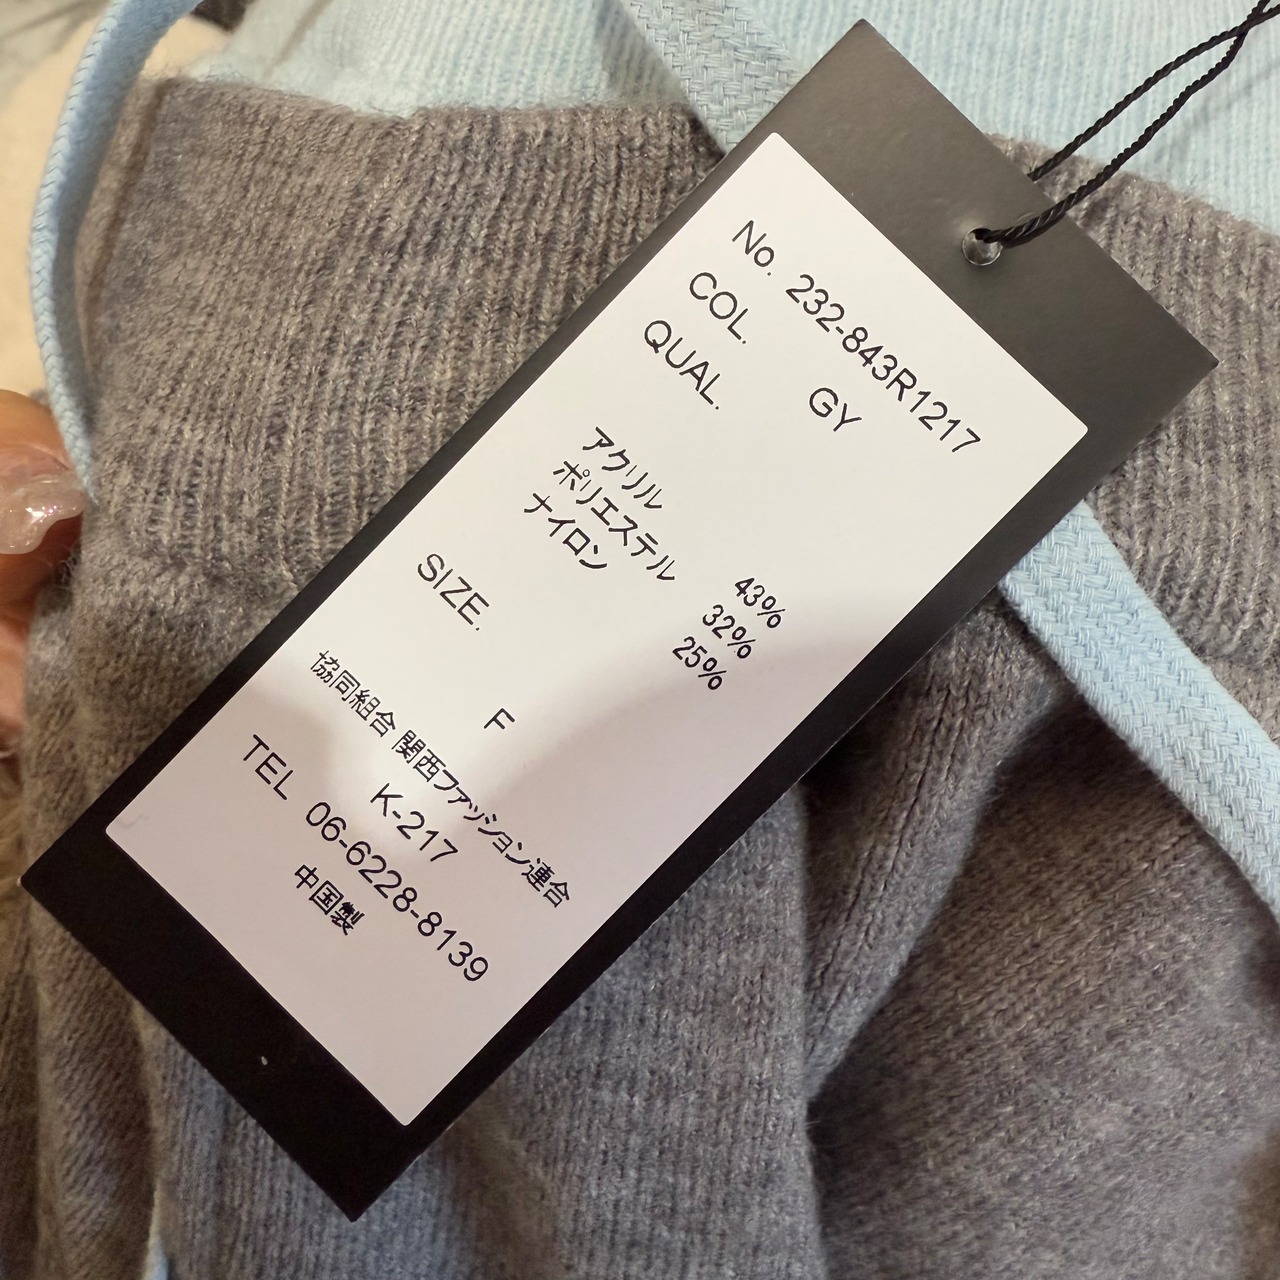 No. 232-843R1217
COL. GY
QUAL.
アクリル 43%
ポリエステル 32%
ナイロン 25%
SIZE. F
協同組合 関西ファッション連合
K-217
TEL 06-6228-8139
中国製